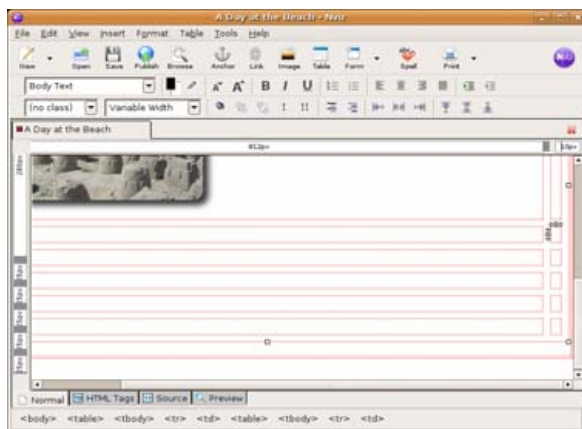 A Day at the Beach - Nvu
File Edit View Insert Format Table Tools Help
New Open Save Publish Browse Anchor Link Image Table Form Spell Print
Body Text
B I U
(no class) Variable Width
A Day at the Beach
Normal HTML Tags Source Preview
<body> <table> <tbody> <tr> <td> <table> <tbody> <tr> <td>